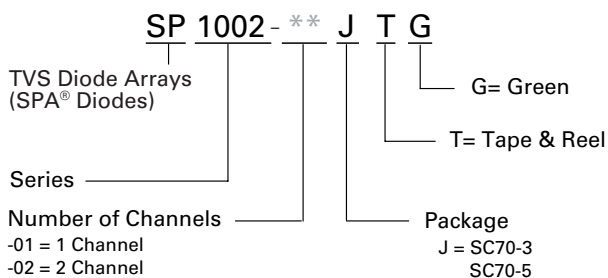 SP 1002 - ** J T G
TVS Diode Arrays
(SPA® Diodes)
G= Green
T= Tape & Reel
Series
Number of Channels
-01 = 1 Channel
-02 = 2 Channel
Package
J = SC70-3
SC70-5